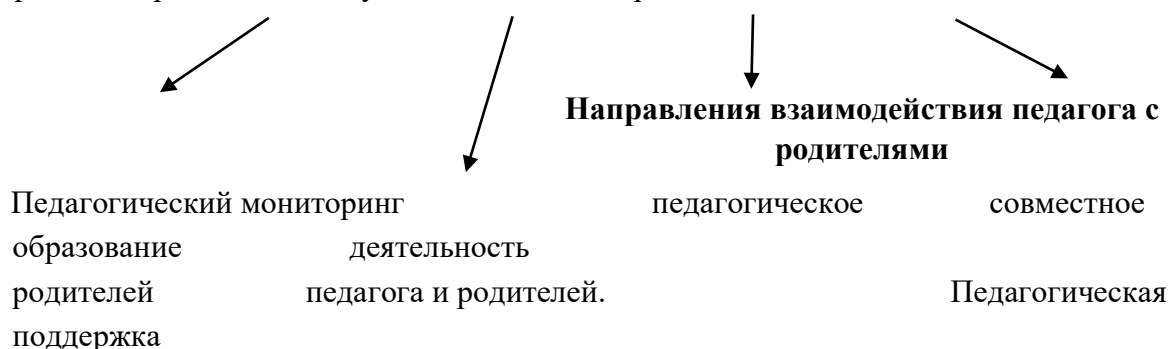 Направления взаимодействия педагога с
родителями
Педагогический мониторинг педагогическое совместное
образование деятельность
родителей педагога и родителей. Педагогическая
поддержка